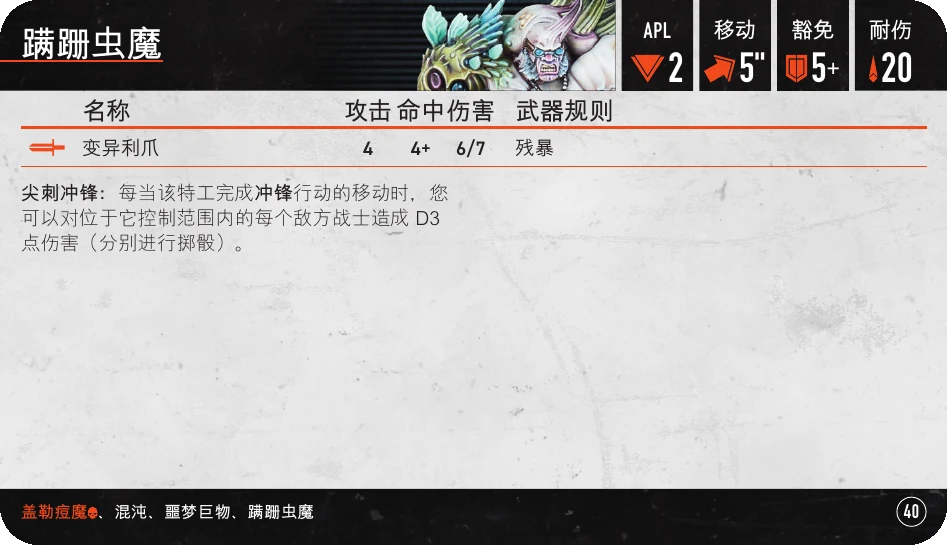 蹒跚虫魔
APL 移动 豁免 耐伤
2 5" 5+ 20
名称 攻击 命中 伤害 武器规则
变异利爪 4 4+ 6/7 残暴
尖刺冲锋：每当该特工完成冲锋行动的移动时，您
可以对位于它控制范围内的每个敌方战士造成 D3
点伤害（分别进行掷骰）。
盖勒痘魔、混沌、噩梦巨物、蹒跚虫魔
40